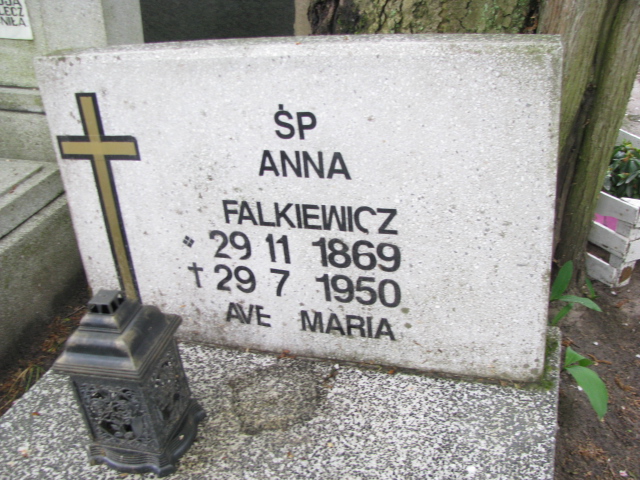 ŚP
ANNA
FALKIEWICZ
* 29 11 1869
† 29 7 1950
AVE MARIA